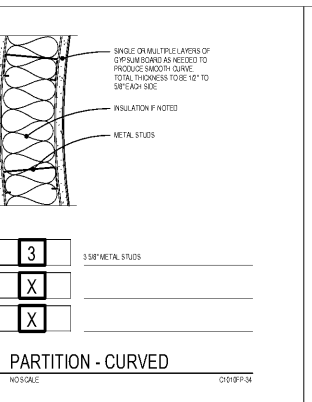 SINGLE OR MULTIPLE LAYERS OF
GYPSUM BOARD AS NEEDED TO
PRODUCE SMOOTH CURVE.
TOTAL THICKNESS TO BE 1/2" TO
5/8" EACH SIDE
INSULATION IF NOTED
METAL STUDS
3
3 5/8" METAL STUDS
X
X
PARTITION - CURVED
NO SCALE
C1010FP-34